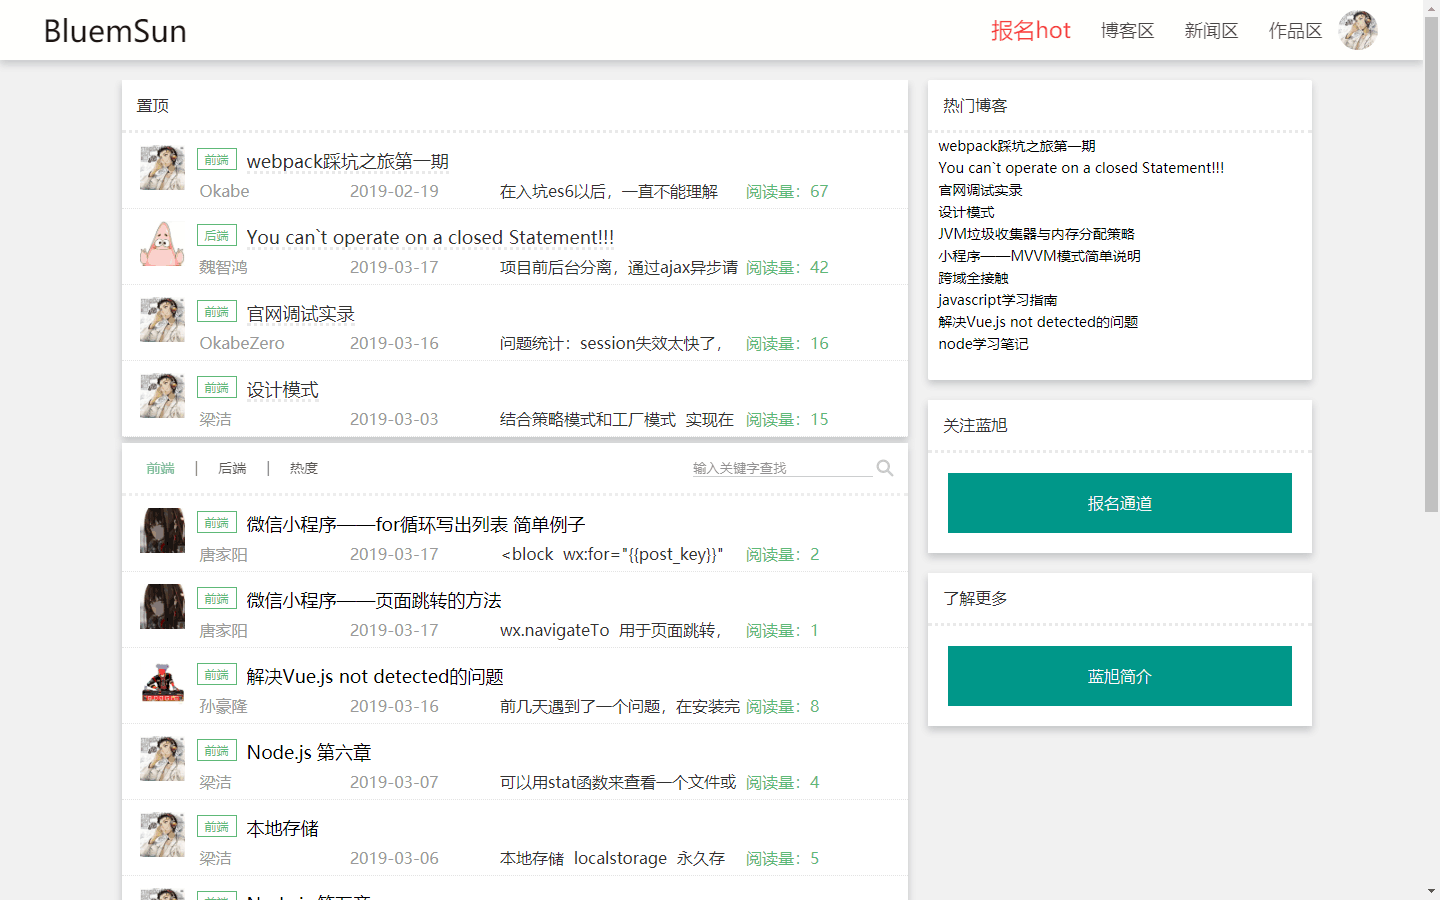 BluemSun
报名hot 博客区 新闻区 作品区
置顶
前端 webpack踩坑之旅第一期
Okabe 2019-02-19 在入坑es6以后，一直不能理解 阅读量：67
后端 You can`t operate on a closed Statement!!!
魏智鸿 2019-03-17 项目前后台分离，通过ajax异步请 阅读量：42
前端 官网调试实录
OkabeZero 2019-03-16 问题统计：session失效太快了， 阅读量：16
前端 设计模式
梁洁 2019-03-03 结合策略模式和工厂模式 实现在 阅读量：15
前端 | 后端 | 热度 输入关键字查找
前端 微信小程序——for循环写出列表 简单例子
唐家阳 2019-03-17 <block wx:for="{{post_key}}" 阅读量：2
前端 微信小程序——页面跳转的方法
唐家阳 2019-03-17 wx.navigateTo 用于页面跳转， 阅读量：1
前端 解决Vue.js not detected的问题
孙豪隆 2019-03-16 前几天遇到了一个问题，在安装完 阅读量：8
前端 Node.js 第六章
梁洁 2019-03-07 可以用stat函数来查看一个文件或 阅读量：4
前端 本地存储
梁洁 2019-03-06 本地存储 localstorage 永久存 阅读量：5
前端 Node.js 第五章
热门博客
webpack踩坑之旅第一期
You can`t operate on a closed Statement!!!
官网调试实录
设计模式
JVM垃圾收集器与内存分配策略
小程序——MVVM模式简单说明
跨域全接触
javascript学习指南
解决Vue.js not detected的问题
node学习笔记
关注蓝旭
报名通道
了解更多
蓝旭简介